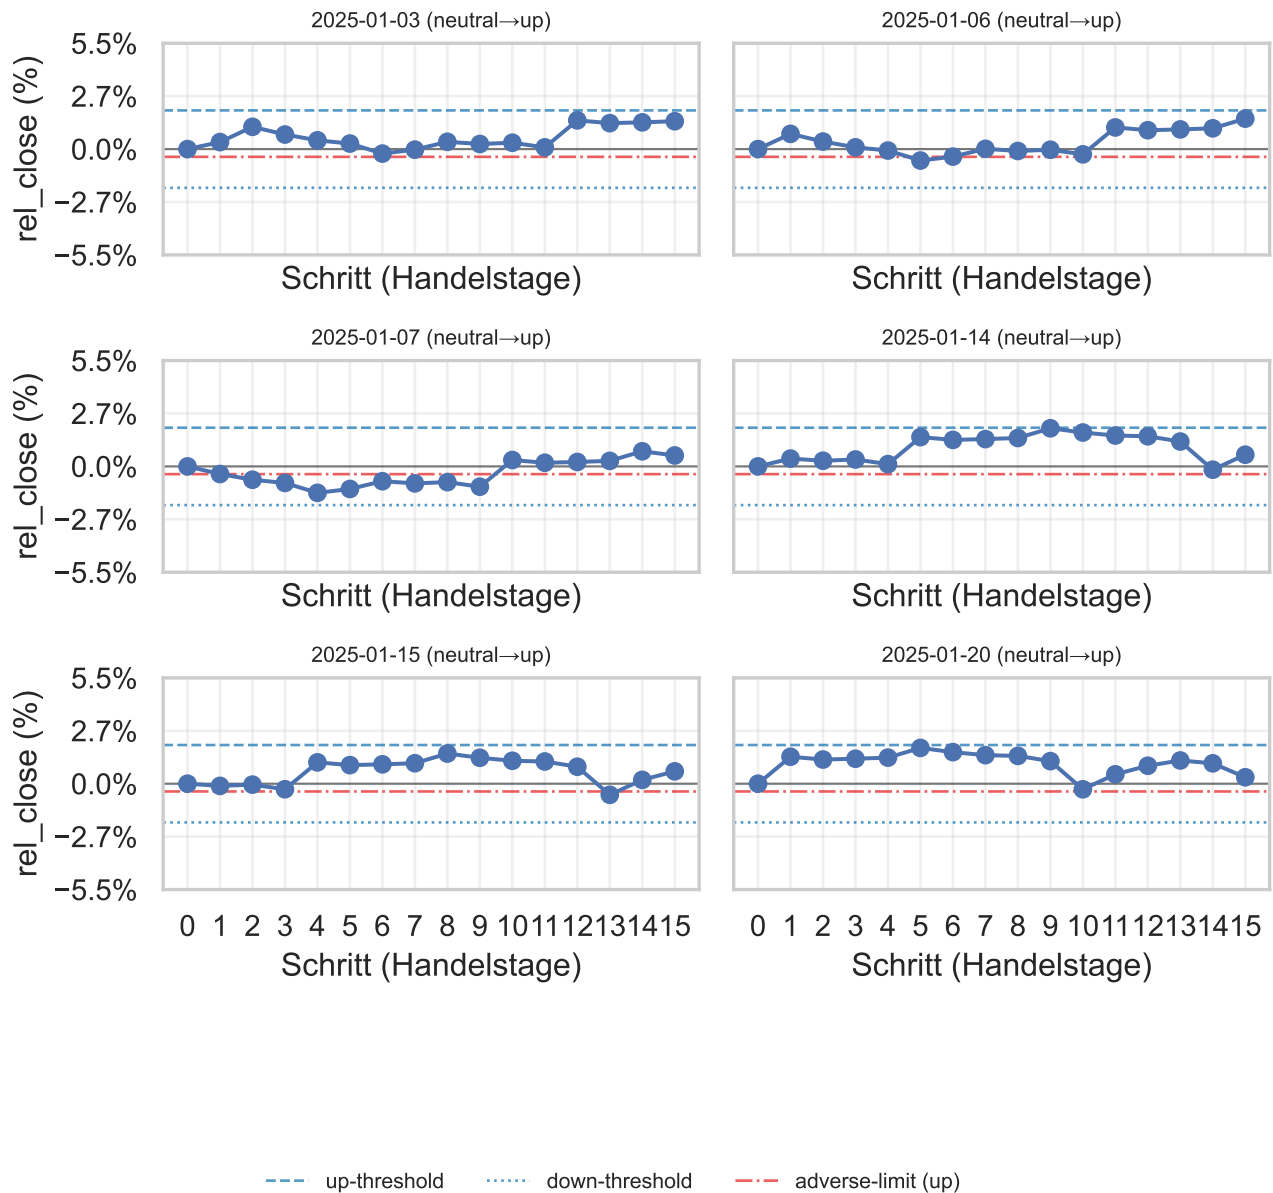 2025-01-03 (neutral→up)
2025-01-06 (neutral→up)
5.5%
2.7%
0.0%
−2.7%
−5.5%
rel_close (%)
Schritt (Handelstage)
Schritt (Handelstage)
2025-01-07 (neutral→up)
2025-01-14 (neutral→up)
5.5%
2.7%
0.0%
−2.7%
−5.5%
rel_close (%)
Schritt (Handelstage)
Schritt (Handelstage)
2025-01-15 (neutral→up)
2025-01-20 (neutral→up)
5.5%
2.7%
0.0%
−2.7%
−5.5%
rel_close (%)
0 1 2 3 4 5 6 7 8 9 10 11 12 13 14 15
0 1 2 3 4 5 6 7 8 9 10 11 12 13 14 15
Schritt (Handelstage)
Schritt (Handelstage)
up-threshold
down-threshold
adverse-limit (up)